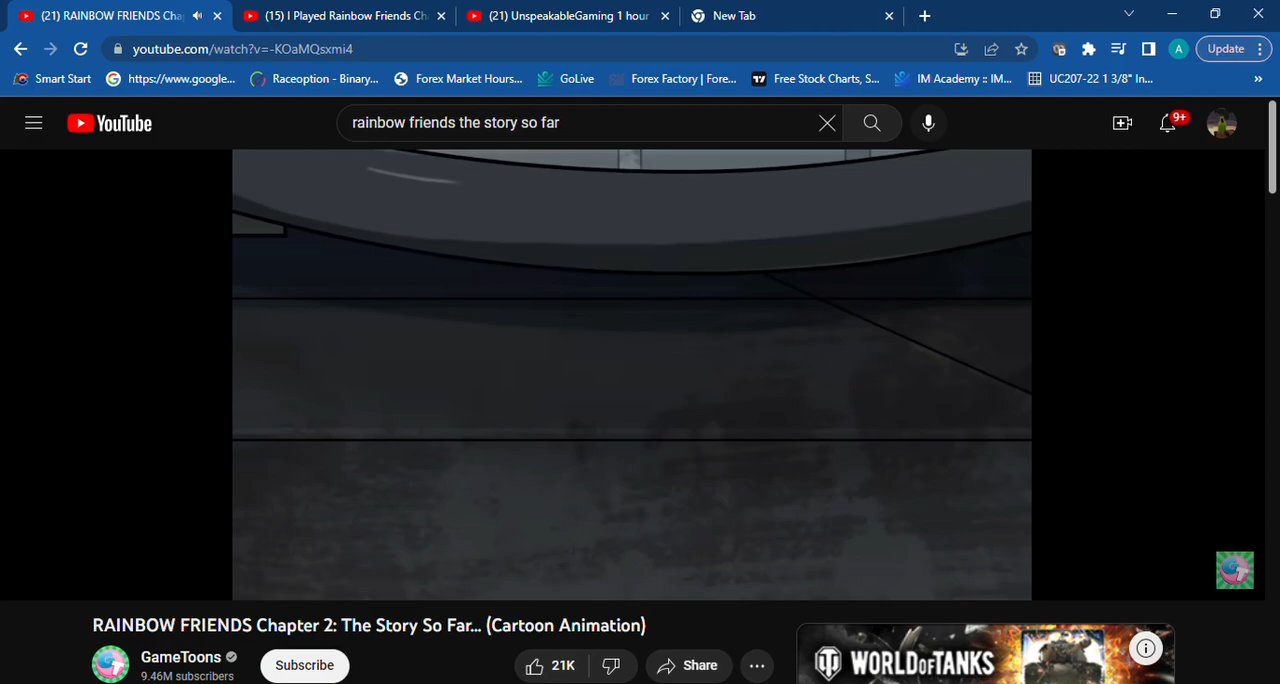 (21) RAINBOW FRIENDS Cha
(15) I Played Rainbow Friends Ch
(21) UnspeakableGaming 1 hour
New Tab
youtube.com/watch?v=-KOaMQsxmi4
A
Update
Smart Start
https://www.google...
Raceoption - Binary...
Forex Market Hours...
GoLive
Forex Factory | Fore...
Free Stock Charts, S...
IM Academy :: IM...
UC207-22 1 3/8" In...
»
YouTube
rainbow friends the story so far
9+
GT
RAINBOW FRIENDS Chapter 2: The Story So Far... (Cartoon Animation)
GT
GameToons
9.46M subscribers
Subscribe
21K
Share
WORLD OF TANKS